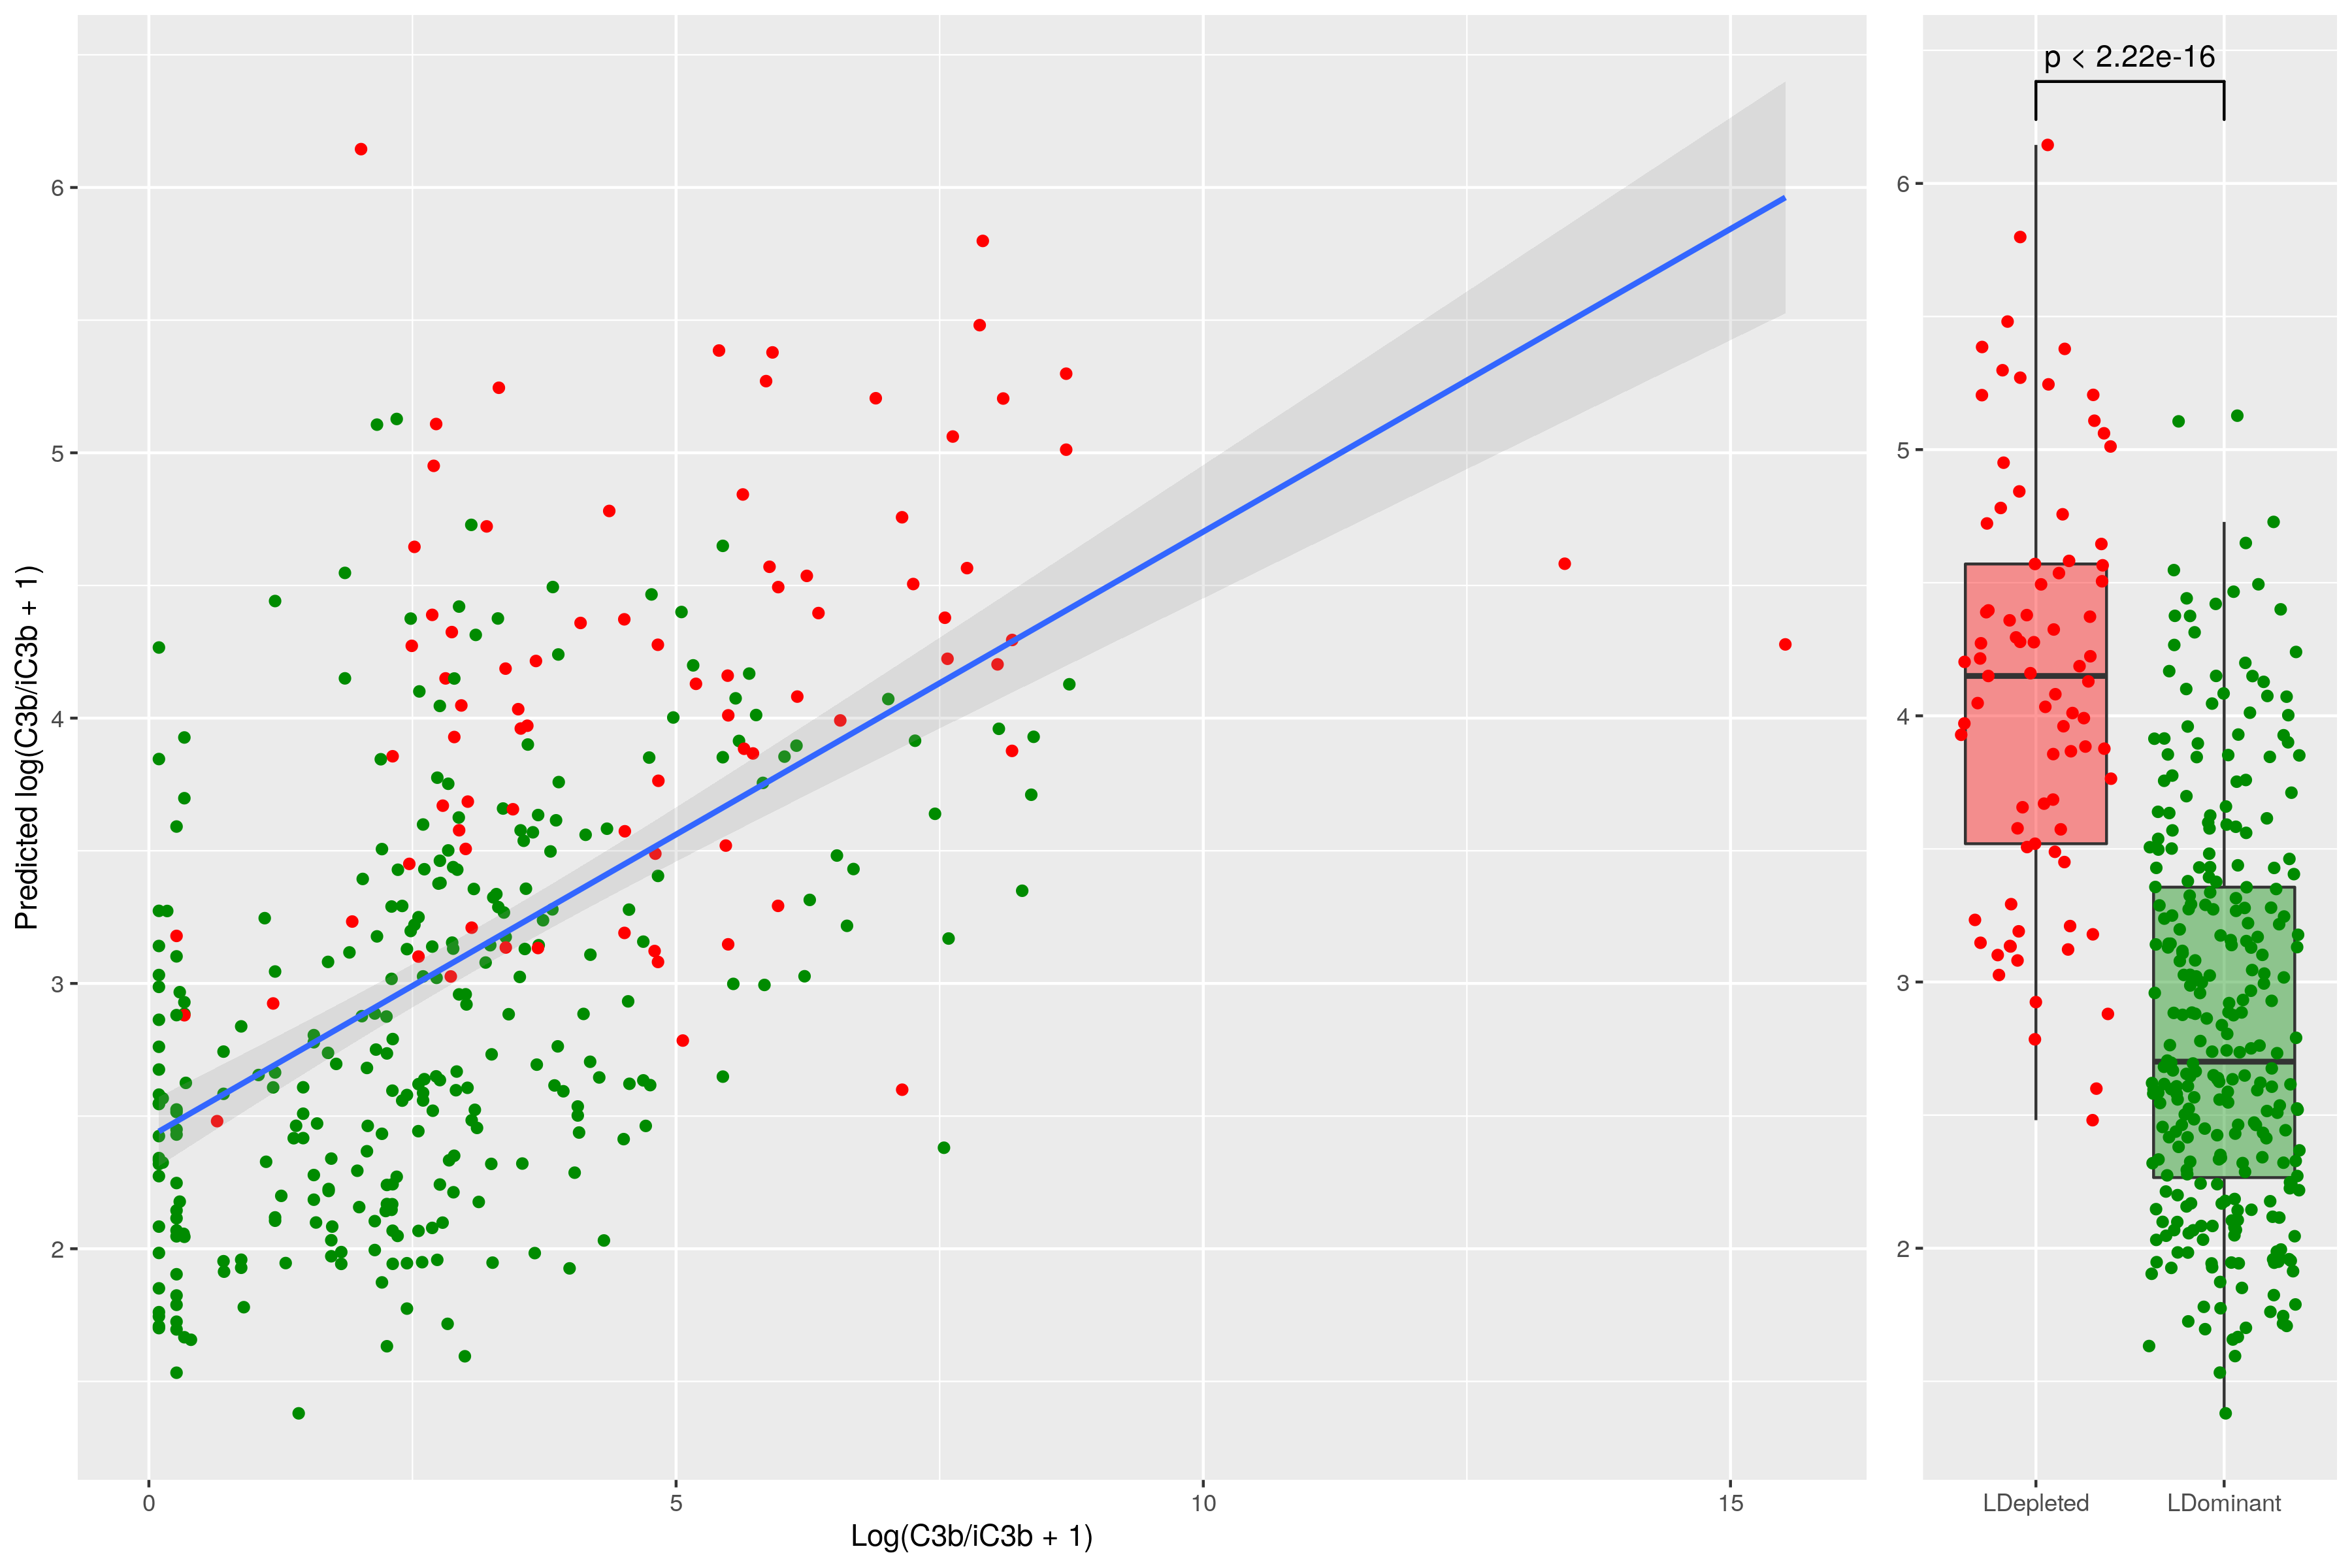 p < 2.22e-16
6
5
4
3
2
6
5
4
3
2
Predicted log(C3b/iC3b + 1)
0
5
10
15
LDepleted
LDominant
Log(C3b/iC3b + 1)